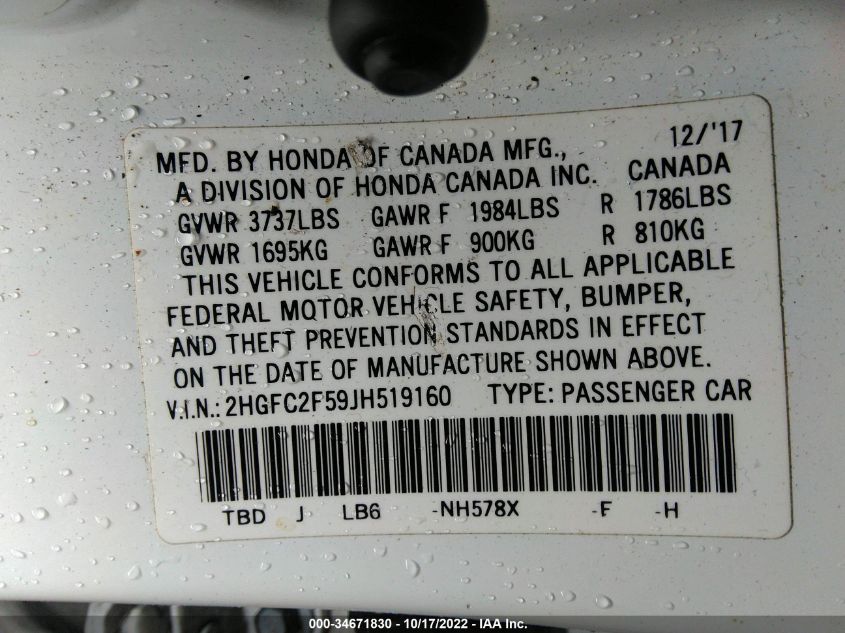 12/'17
MFD. BY HONDA OF CANADA MFG.,
A DIVISION OF HONDA CANADA INC. CANADA
GVWR 3737LBS GAWR F 1984LBS R 1786LBS
GVWR 1695KG GAWR F 900KG R 810KG
THIS VEHICLE CONFORMS TO ALL APPLICABLE
FEDERAL MOTOR VEHICLE SAFETY, BUMPER,
AND THEFT PREVENTION STANDARDS IN EFFECT
ON THE DATE OF MANUFACTURE SHOWN ABOVE.
V.I.N.: 2HGFC2F59JH519160 TYPE: PASSENGER CAR
TBD J LB6 -NH578X -F -H
000-34671830 - 10/17/2022 - IAA Inc.